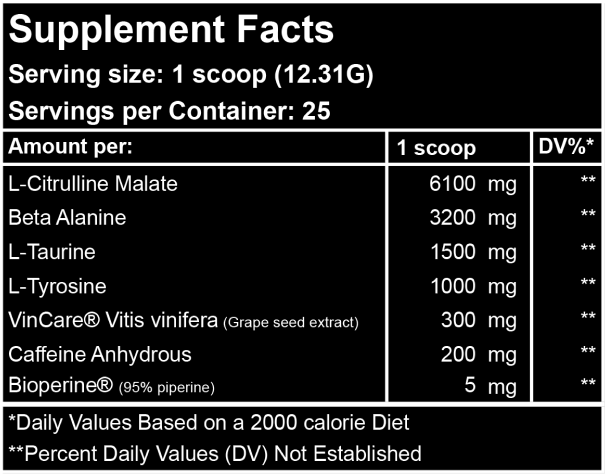 Supplement Facts
Serving size: 1 scoop (12.31G)
Servings per Container: 25
Amount per: 1 scoop DV%*
L-Citrulline Malate 6100 mg **
Beta Alanine 3200 mg **
L-Taurine 1500 mg **
L-Tyrosine 1000 mg **
VinCare® Vitis vinifera (Grape seed extract) 300 mg **
Caffeine Anhydrous 200 mg **
Bioperine® (95% piperine) 5 mg **
*Daily Values Based on a 2000 calorie Diet
**Percent Daily Values (DV) Not Established